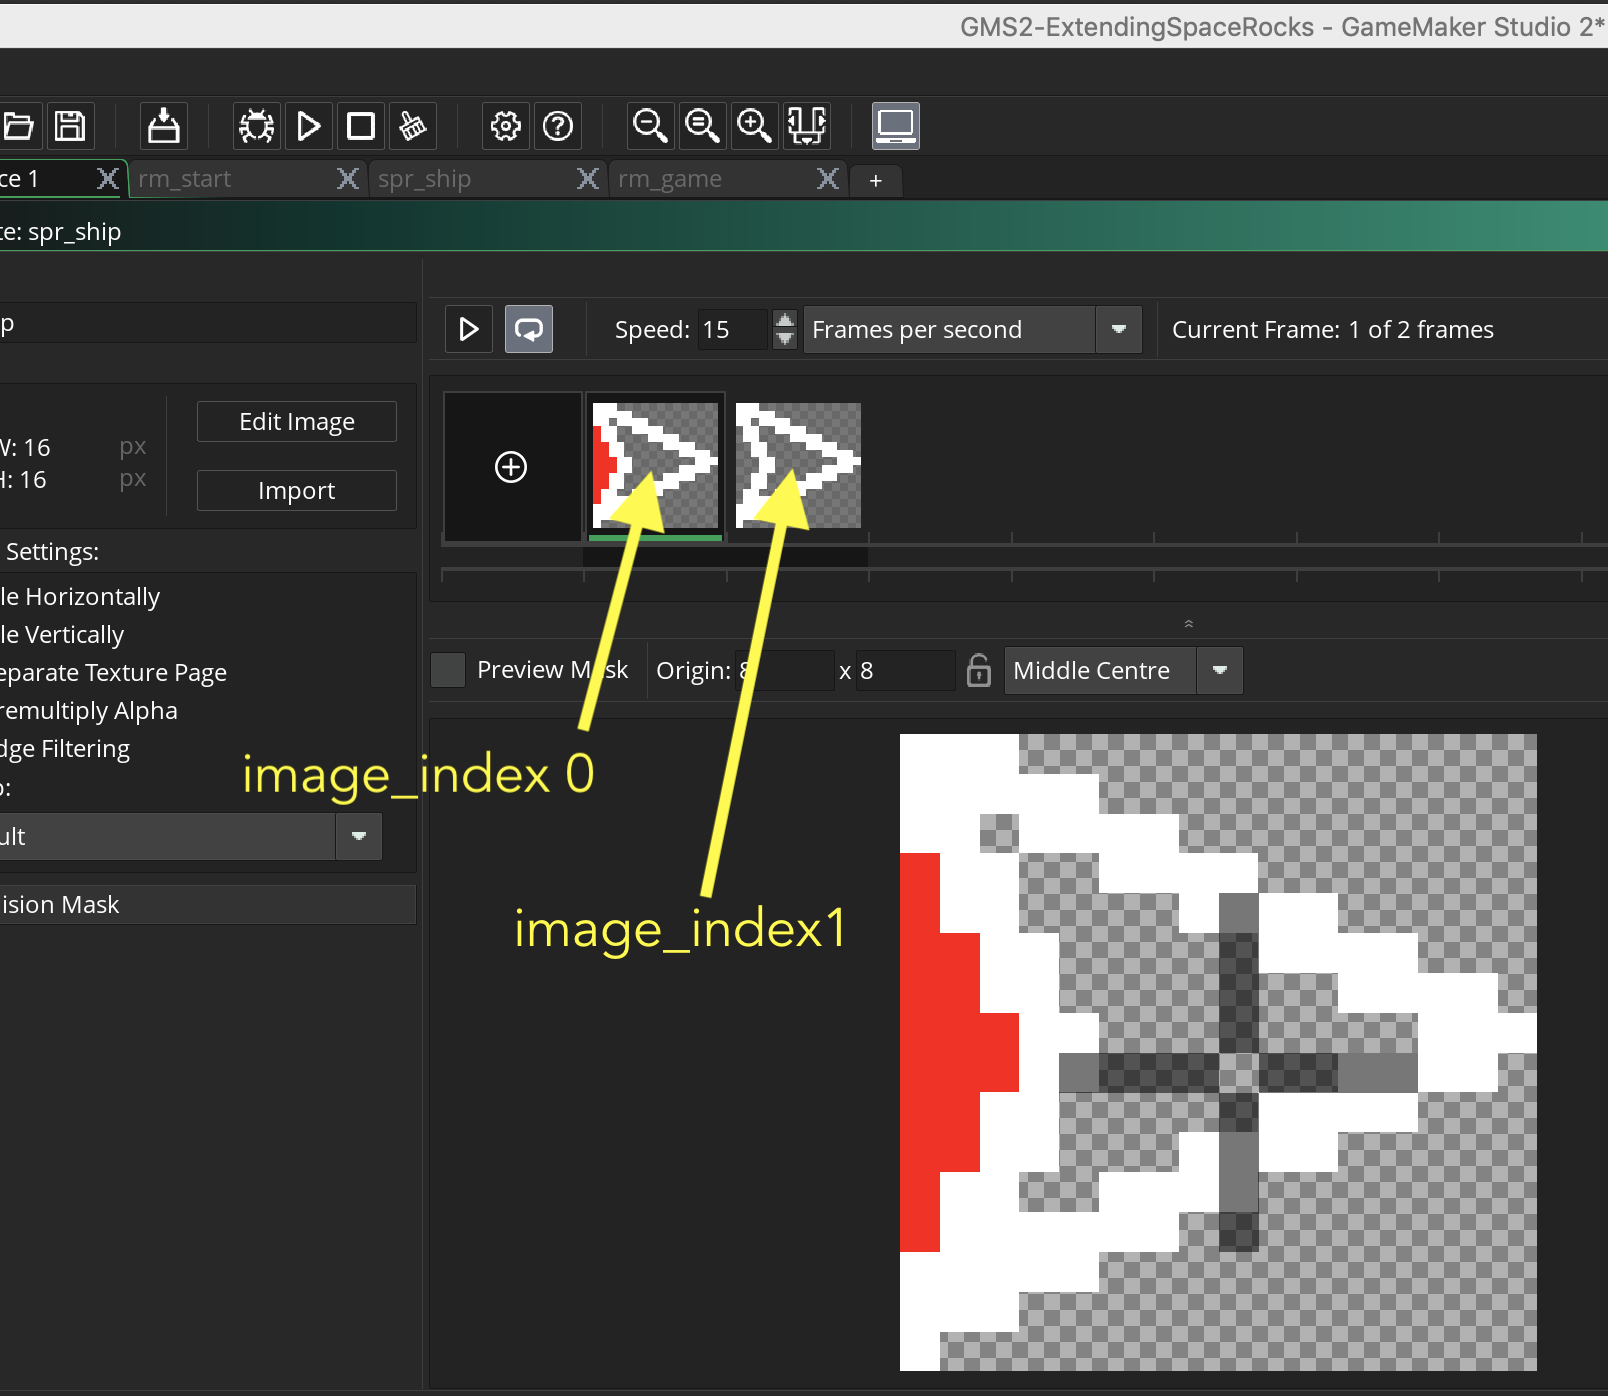 GMS2-ExtendingSpaceRocks - GameMaker Studio 2*
ce 1
rm_start
spr_ship
rm_game
+
te: spr_ship
p
Speed: 15
Frames per second
Current Frame: 1 of 2 frames
Edit Image
W: 16 px
H: 16 px
Import
Settings:
le Horizontally
le Vertically
eparate Texture Page
remultiply Alpha
dge Filtering
p:
ult
ision Mask
Preview Mask
Origin: 8 x 8
Middle Centre
image_index 0
image_index1